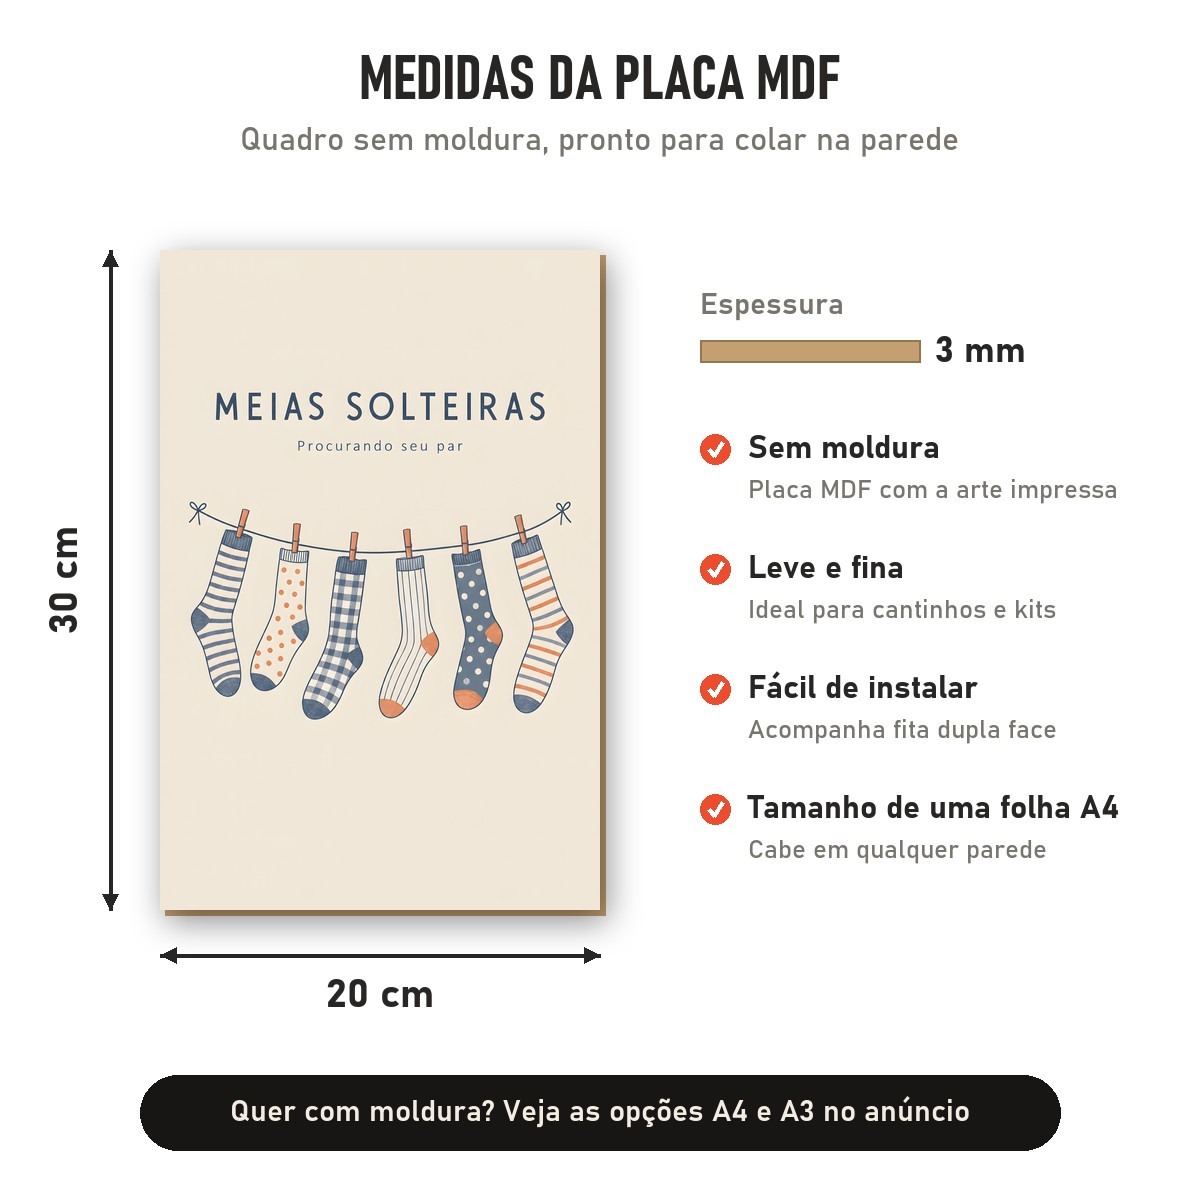 MEDIDAS DA PLACA MDF
Quadro sem moldura, pronto para colar na parede
30 cm
MEIAS SOLTEIRAS
Procurando seu par
20 cm
Espessura
3 mm
Sem moldura
Placa MDF com a arte impressa
Leve e fina
Ideal para cantinhos e kits
Fácil de instalar
Acompanha fita dupla face
Tamanho de uma folha A4
Cabe em qualquer parede
Quer com moldura? Veja as opções A4 e A3 no anúncio